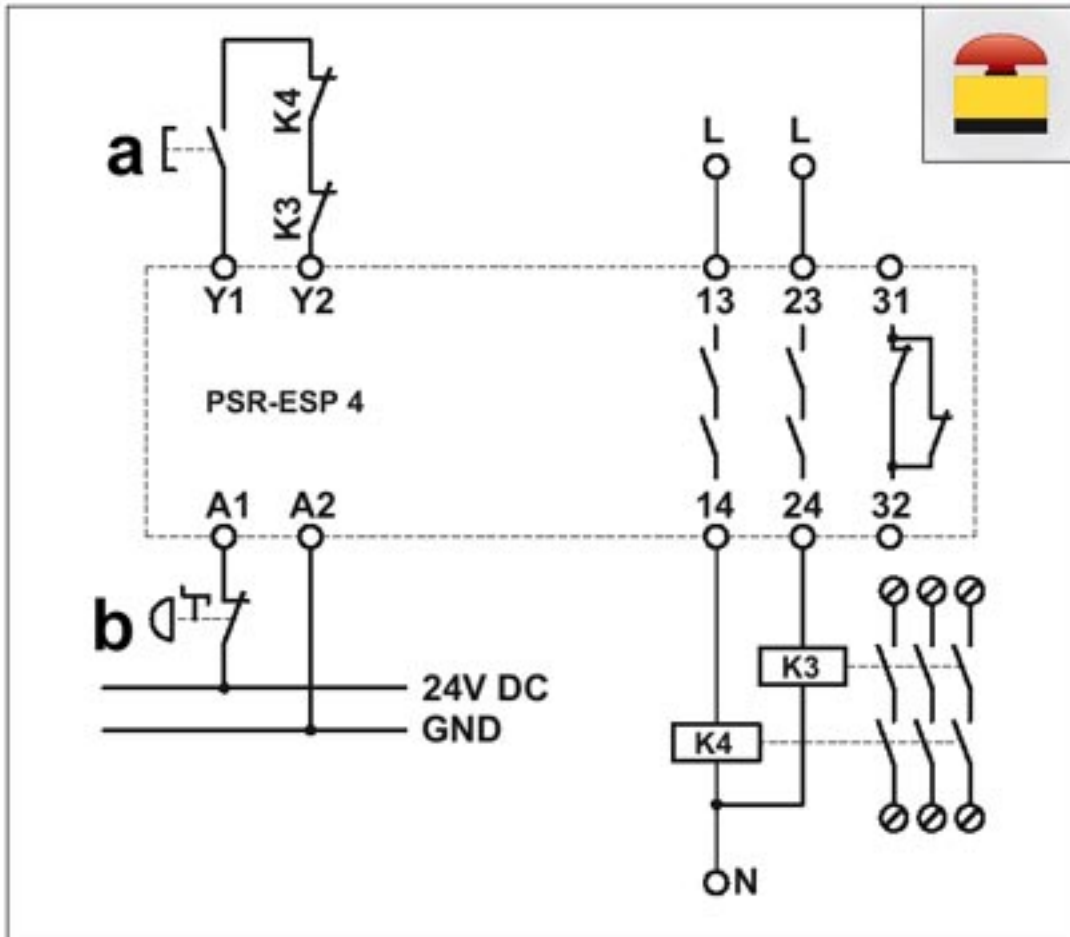 K4
a
K3
L L
Y1 Y2 13 23 31
PSR-ESP 4
A1 A2 14 24 32
b
K3
24V DC
GND
K4
N